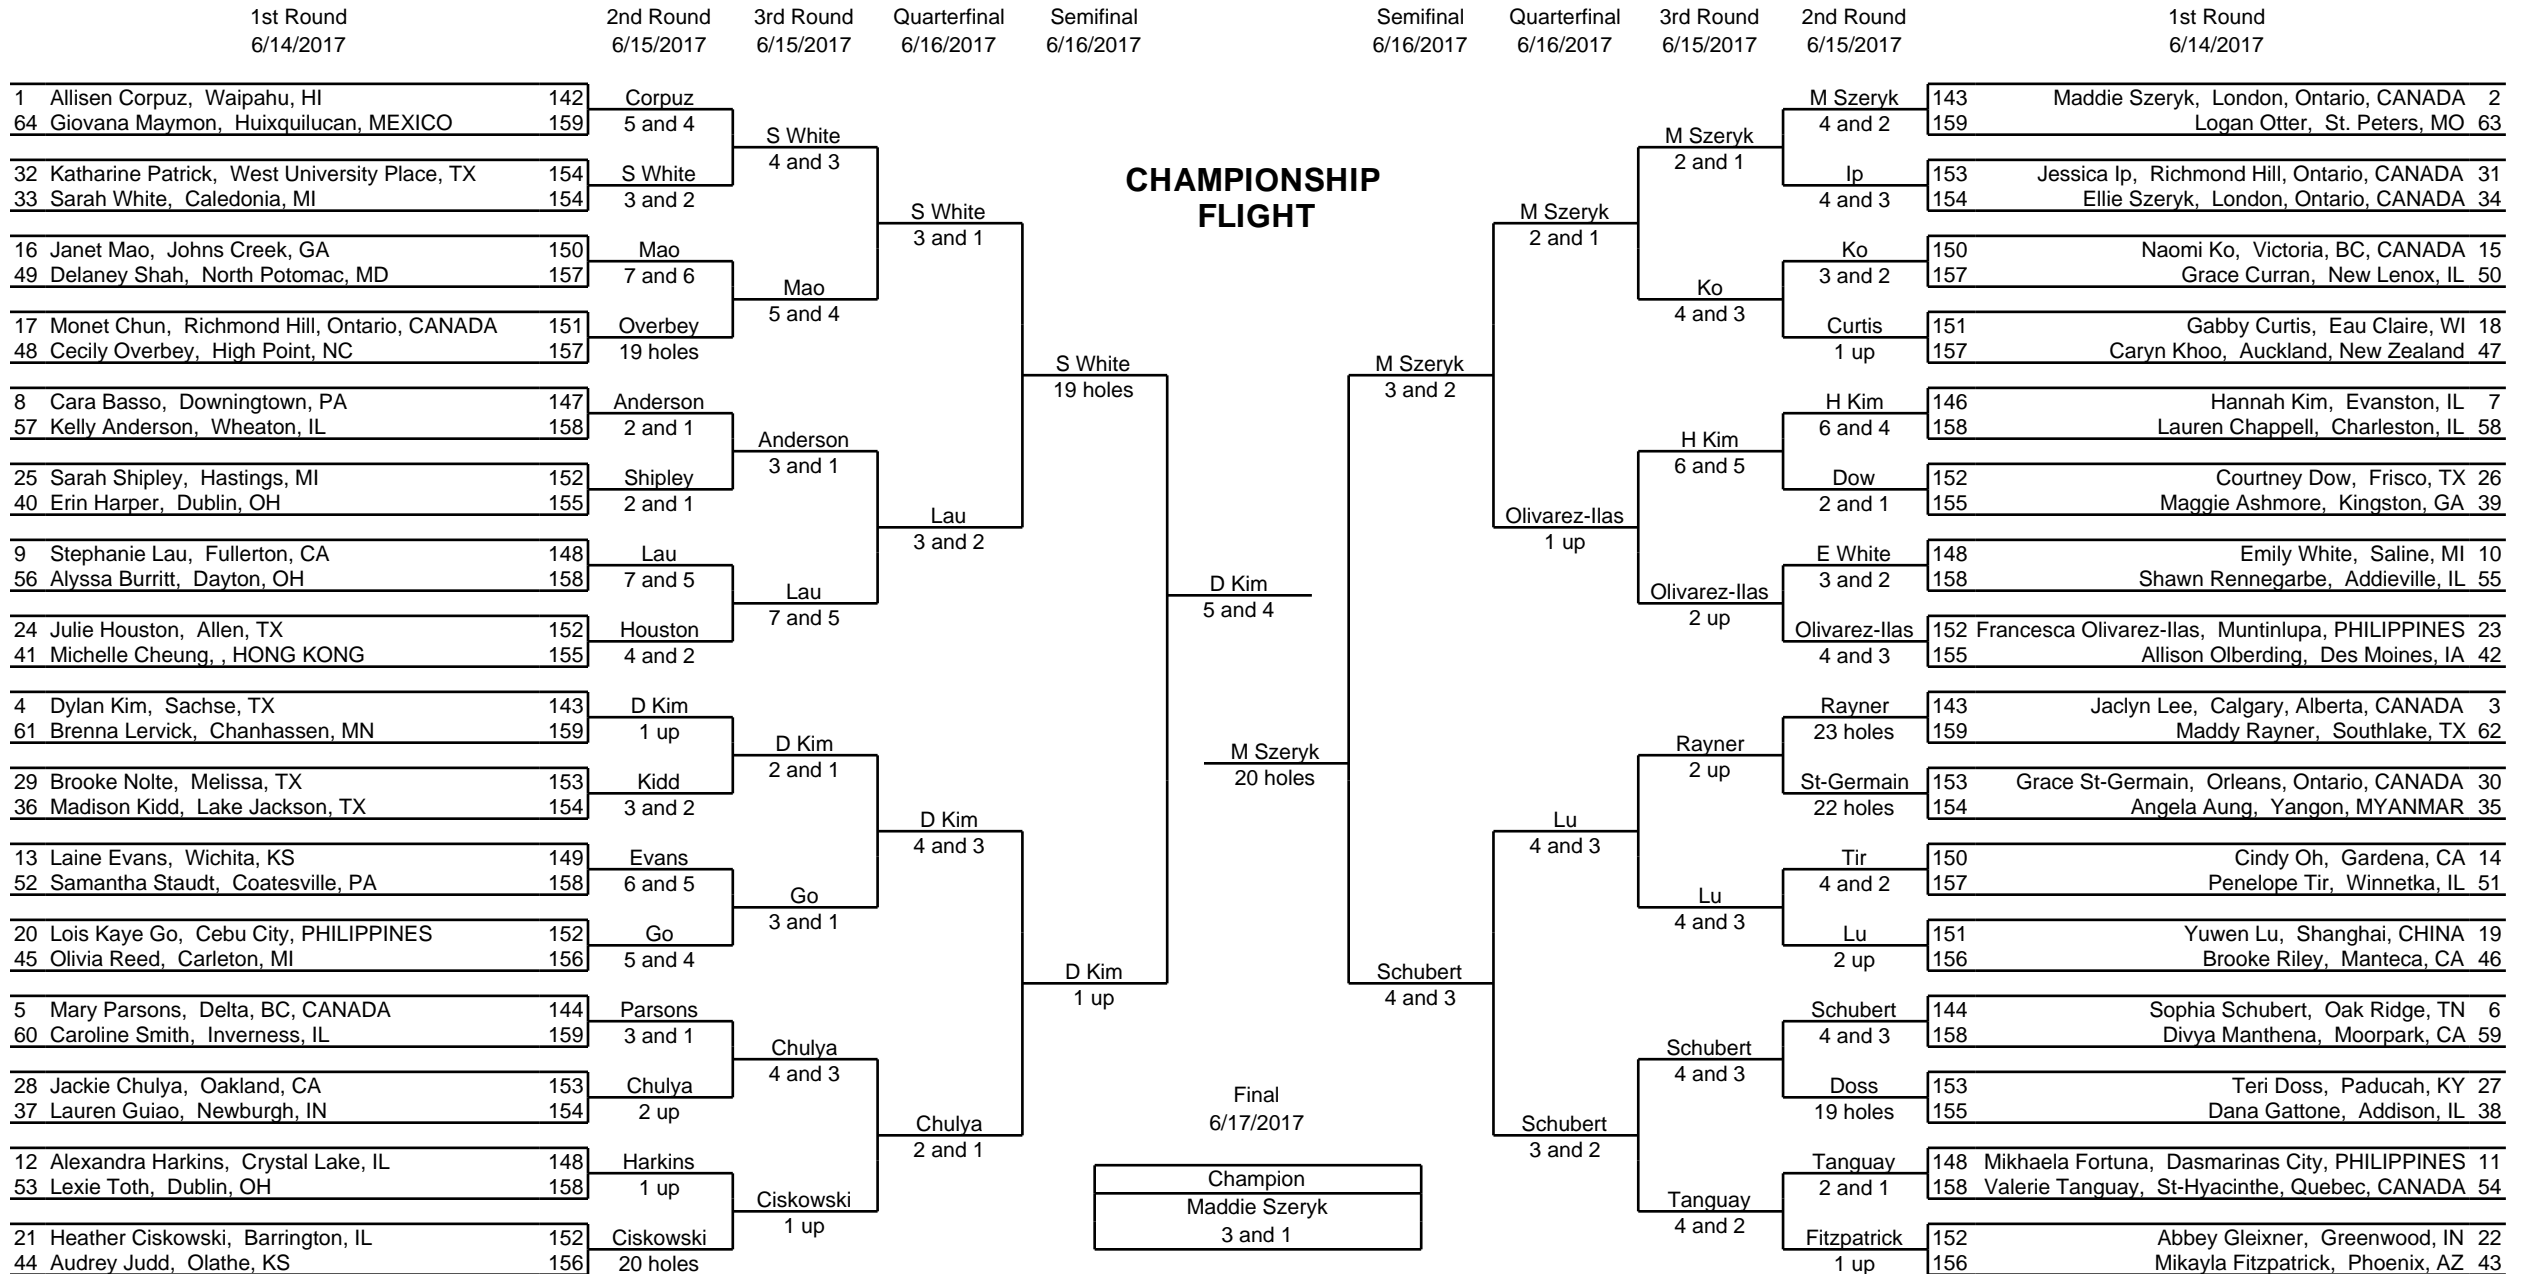 1st Round 2nd Round 3rd Round Quarterfinal Semifinal Semifinal Quarterfinal 3rd Round 2nd Round 1st Round
6/14/2017 6/15/2017 6/15/2017 6/16/2017 6/16/2017 6/16/2017 6/16/2017 6/15/2017 6/15/2017 6/14/2017
1 Allisen Corpuz, Waipahu, HI 142 Corpuz M Szeryk 143 Maddie Szeryk, London, Ontario, CANADA 2
64 Giovana Maymon, Huixquilucan, MEXICO 159 5 and 4 4 and 2 159 Logan Otter, St. Peters, MO 63
S White M Szeryk
4 and 3 2 and 1
32 Katharine Patrick, West University Place, TX 154 S White Ip 153 Jessica Ip, Richmond Hill, Ontario, CANADA 31
33 Sarah White, Caledonia, MI 154 3 and 2 4 and 3 154 Ellie Szeryk, London, Ontario, CANADA 34
CHAMPIONSHIP
FLIGHT
S White M Szeryk
3 and 1 2 and 1
16 Janet Mao, Johns Creek, GA 150 Mao Ko 150 Naomi Ko, Victoria, BC, CANADA 15
49 Delaney Shah, North Potomac, MD 157 7 and 6 3 and 2 157 Grace Curran, New Lenox, IL 50
Mao Ko
5 and 4 4 and 3
17 Monet Chun, Richmond Hill, Ontario, CANADA 151 Overbey Curtis 151 Gabby Curtis, Eau Claire, WI 18
48 Cecily Overbey, High Point, NC 157 19 holes 1 up 157 Caryn Khoo, Auckland, New Zealand 47
S White M Szeryk
19 holes 3 and 2
8 Cara Basso, Downingtown, PA 147 Anderson H Kim 146 Hannah Kim, Evanston, IL 7
57 Kelly Anderson, Wheaton, IL 158 2 and 1 6 and 4 158 Lauren Chappell, Charleston, IL 58
Anderson H Kim
3 and 1 6 and 5
25 Sarah Shipley, Hastings, MI 152 Shipley Dow 152 Courtney Dow, Frisco, TX 26
40 Erin Harper, Dublin, OH 155 2 and 1 2 and 1 155 Maggie Ashmore, Kingston, GA 39
Lau Olivarez-Ilas
3 and 2 1 up
9 Stephanie Lau, Fullerton, CA 148 Lau E White 148 Emily White, Saline, MI 10
56 Alyssa Burritt, Dayton, OH 158 7 and 5 3 and 2 158 Shawn Rennegarbe, Addieville, IL 55
D Kim
5 and 4
Lau Olivarez-Ilas
7 and 5 2 up
24 Julie Houston, Allen, TX 152 Houston Olivarez-Ilas 152 Francesca Olivarez-Ilas, Muntinlupa, PHILIPPINES 23
41 Michelle Cheung, , HONG KONG 155 4 and 2 4 and 3 155 Allison Olberding, Des Moines, IA 42
4 Dylan Kim, Sachse, TX 143 D Kim Rayner 143 Jaclyn Lee, Calgary, Alberta, CANADA 3
61 Brenna Lervick, Chanhassen, MN 159 1 up 23 holes 159 Maddy Rayner, Southlake, TX 62
D Kim M Szeryk Rayner
2 and 1 20 holes 2 up
29 Brooke Nolte, Melissa, TX 153 Kidd St-Germain 153 Grace St-Germain, Orleans, Ontario, CANADA 30
36 Madison Kidd, Lake Jackson, TX 154 3 and 2 22 holes 154 Angela Aung, Yangon, MYANMAR 35
D Kim Lu
4 and 3 4 and 3
13 Laine Evans, Wichita, KS 149 Evans Tir 150 Cindy Oh, Gardena, CA 14
52 Samantha Staudt, Coatesville, PA 158 6 and 5 4 and 2 157 Penelope Tir, Winnetka, IL 51
Go Lu
3 and 1 4 and 3
20 Lois Kaye Go, Cebu City, PHILIPPINES 152 Go Lu 151 Yuwen Lu, Shanghai, CHINA 19
45 Olivia Reed, Carleton, MI 156 5 and 4 2 up 156 Brooke Riley, Manteca, CA 46
D Kim Schubert
1 up 4 and 3
5 Mary Parsons, Delta, BC, CANADA 144 Parsons Schubert 144 Sophia Schubert, Oak Ridge, TN 6
60 Caroline Smith, Inverness, IL 159 3 and 1 4 and 3 158 Divya Manthena, Moorpark, CA 59
Chulya Schubert
4 and 3 4 and 3
28 Jackie Chulya, Oakland, CA 153 Chulya Doss 153 Teri Doss, Paducah, KY 27
37 Lauren Guiao, Newburgh, IN 154 2 up 19 holes 155 Dana Gattone, Addison, IL 38
Final
6/17/2017
Chulya Schubert
2 and 1 3 and 2
12 Alexandra Harkins, Crystal Lake, IL 148 Harkins Tanguay 148 Mikhaela Fortuna, Dasmarinas City, PHILIPPINES 11
53 Lexie Toth, Dublin, OH 158 1 up 2 and 1 158 Valerie Tanguay, St-Hyacinthe, Quebec, CANADA 54
Champion
Ciskowski Maddie Szeryk Tanguay
1 up 3 and 1 4 and 2
21 Heather Ciskowski, Barrington, IL 152 Ciskowski Fitzpatrick 152 Abbey Gleixner, Greenwood, IN 22
44 Audrey Judd, Olathe, KS 156 20 holes 1 up 156 Mikayla Fitzpatrick, Phoenix, AZ 43